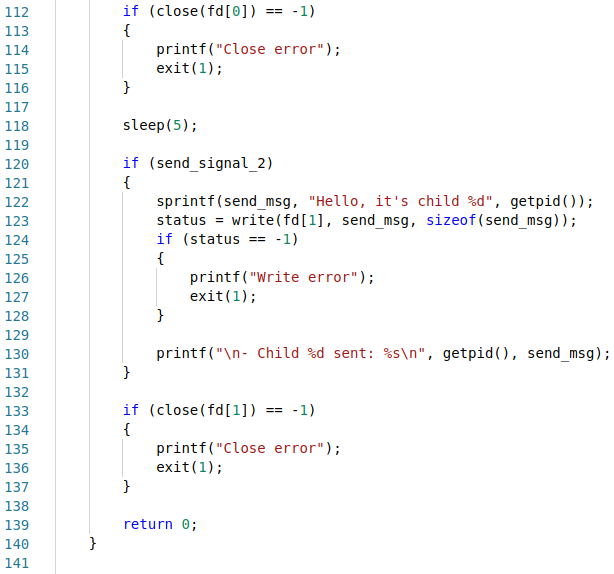 112 if (close(fd[0]) == -1)
113 {
114 printf("Close error");
115 exit(1);
116 }
117
118 sleep(5);
119
120 if (send_signal_2)
121 {
122 sprintf(send_msg, "Hello, it's child %d", getpid());
123 status = write(fd[1], send_msg, sizeof(send_msg));
124 if (status == -1)
125 {
126 printf("Write error");
127 exit(1);
128 }
129
130 printf("\n- Child %d sent: %s\n", getpid(), send_msg);
131 }
132
133 if (close(fd[1]) == -1)
134 {
135 printf("Close error");
136 exit(1);
137 }
138
139 return 0;
140 }
141